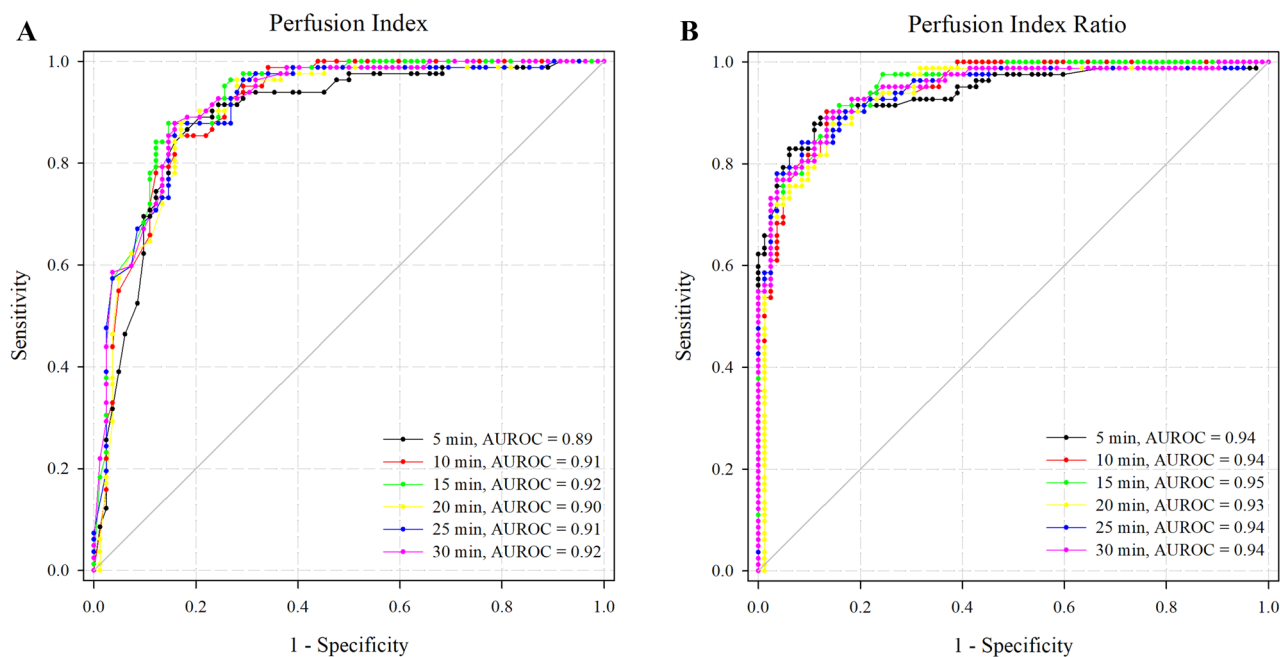 A
Perfusion Index
1.0
0.8
0.6
0.4
0.2
0.0
Sensitivity
5 min, AUROC = 0.89
10 min, AUROC = 0.91
15 min, AUROC = 0.92
20 min, AUROC = 0.90
25 min, AUROC = 0.91
30 min, AUROC = 0.92
0.0 0.2 0.4 0.6 0.8 1.0
1 - Specificity
B
Perfusion Index Ratio
1.0
0.8
0.6
0.4
0.2
0.0
Sensitivity
5 min, AUROC = 0.94
10 min, AUROC = 0.94
15 min, AUROC = 0.95
20 min, AUROC = 0.93
25 min, AUROC = 0.94
30 min, AUROC = 0.94
0.0 0.2 0.4 0.6 0.8 1.0
1 - Specificity